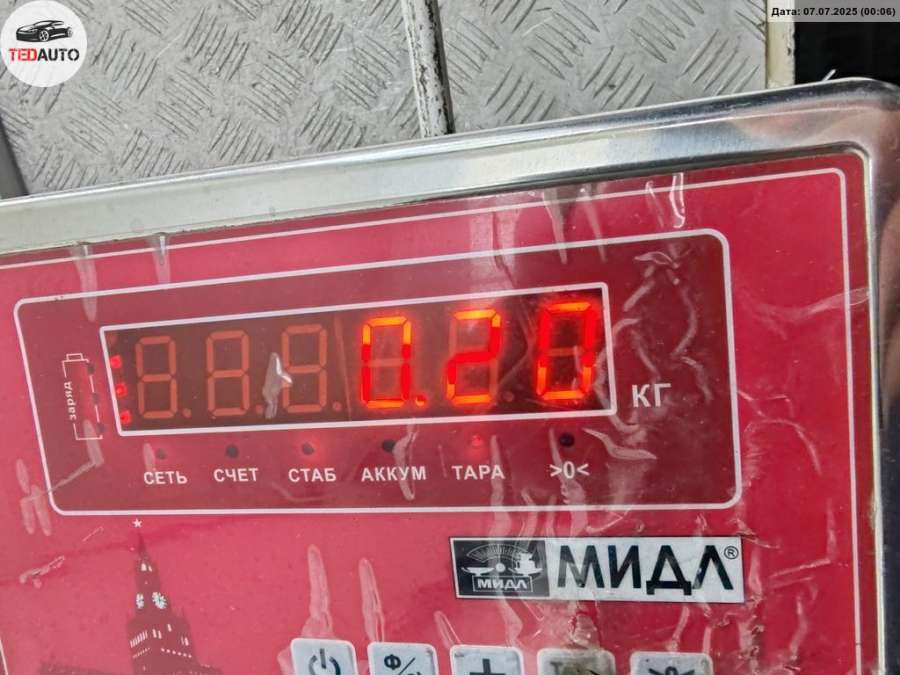 TEDAUTO
Дата: 07.07.2025 (00:06)
0.20
КГ
заряд
СЕТЬ СЧЕТ СТАБ АККУМ ТАРА >0<
МИДЛ МИДЛ®